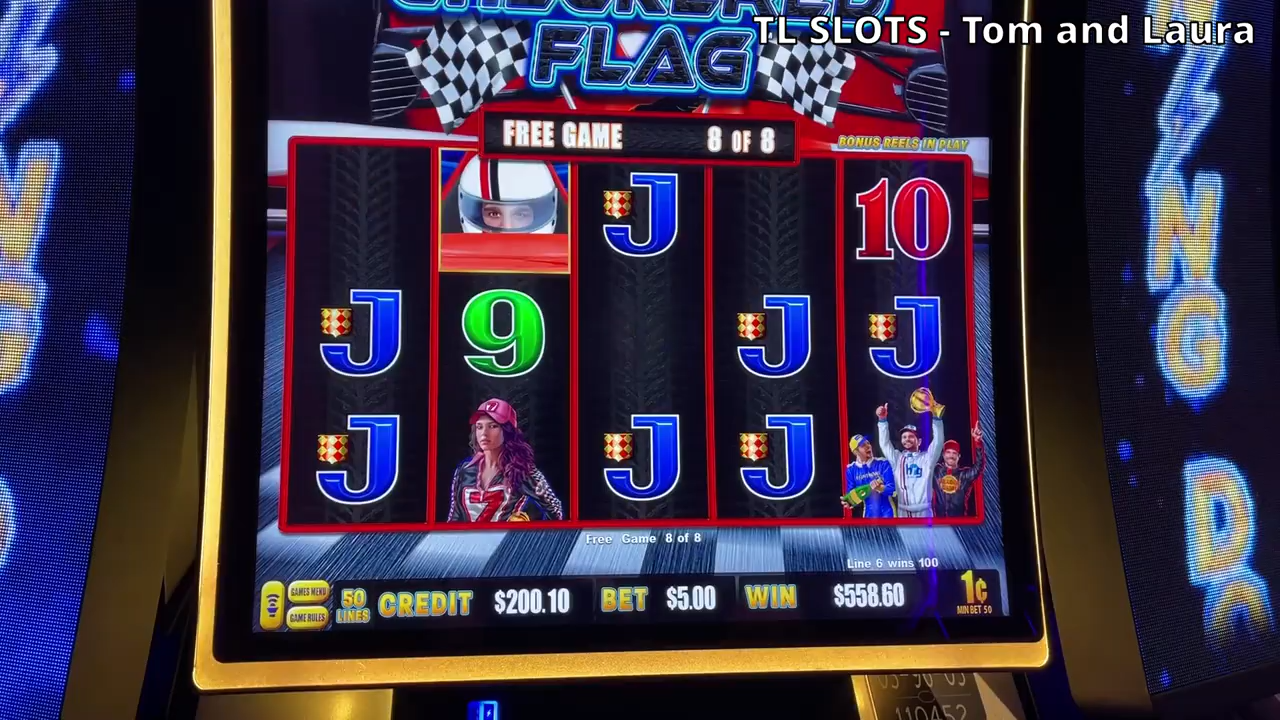 CHECKERED
TL SLOTS - Tom and Laura
FLAG
FREE GAME 8 OF 8
BONUS REELS IN PLAY
J 10
J 9 J J
J J J
Free Game 8 of 8
Line 6 wins 100
GAMES MENU
GAME RULES
50 LINES
CREDIT $200.10
BET $5.00
WIN $558.60
1¢
MIN BET 50